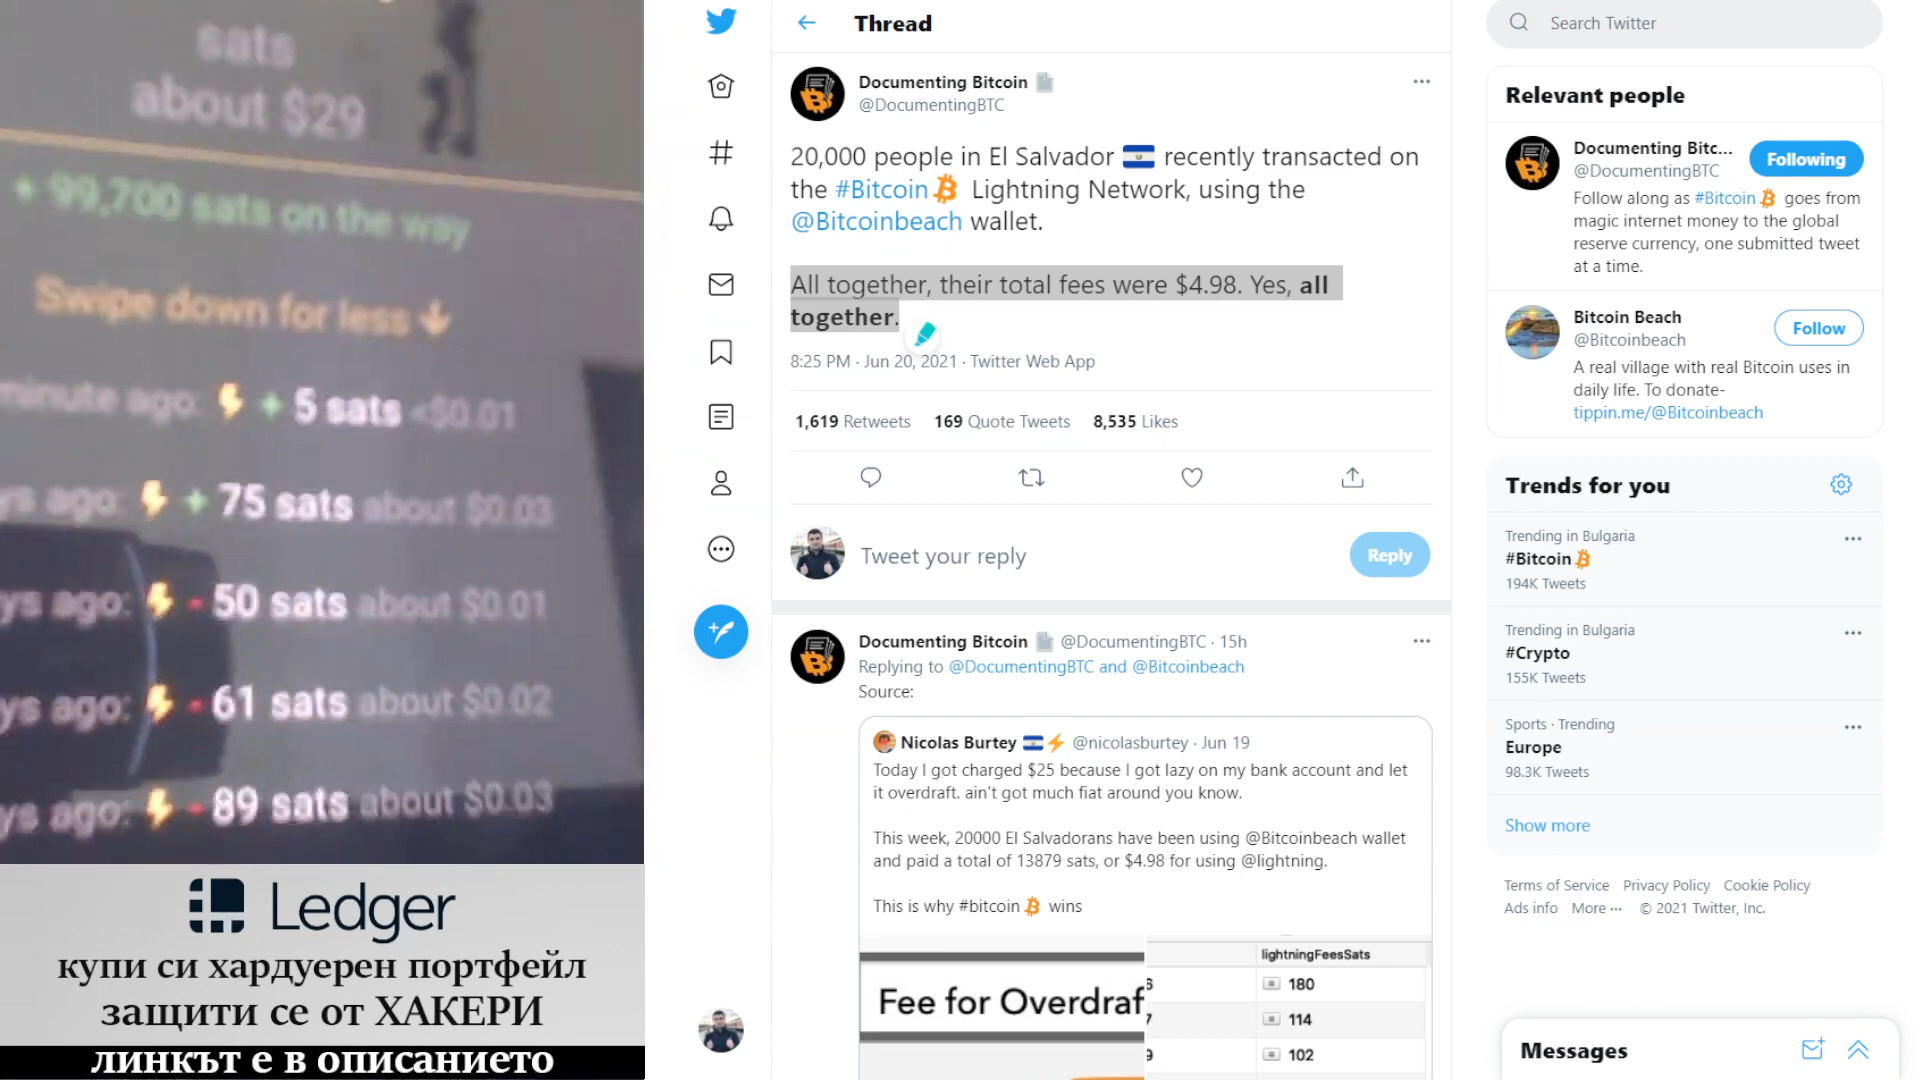 sats
about $29
+ 99,700 sats on the way
Swipe down for less
minute ago: + 5 sats <$0.01
ys ago: + 75 sats about $0.03
ys ago: - 50 sats about $0.01
ys ago: - 61 sats about $0.02
ys ago: - 89 sats about $0.03
Ledger
купи си хардуерен портфейл
защити се от ХАКЕРИ
линкът е в описанието
Thread
Documenting Bitcoin
@DocumentingBTC
20,000 people in El Salvador recently transacted on
the #Bitcoin Lightning Network, using the
@Bitcoinbeach wallet.
All together, their total fees were $4.98. Yes, all
together.
8:25 PM · Jun 20, 2021 · Twitter Web App
1,619 Retweets 169 Quote Tweets 8,535 Likes
Tweet your reply
Reply
Documenting Bitcoin @DocumentingBTC · 15h
Replying to @DocumentingBTC and @Bitcoinbeach
Source:
Nicolas Burtey @nicolasburtey · Jun 19
Today I got charged $25 because I got lazy on my bank account and let
it overdraft. ain't got much fiat around you know.
This week, 20000 El Salvadorans have been using @Bitcoinbeach wallet
and paid a total of 13879 sats, or $4.98 for using @lightning.
This is why #bitcoin wins
Fee for Overdraf
lightningFeesSats
6 180
7 114
9 102
Search Twitter
Relevant people
Documenting Bitc...
@DocumentingBTC
Following
Follow along as #Bitcoin goes from
magic internet money to the global
reserve currency, one submitted tweet
at a time.
Bitcoin Beach
@Bitcoinbeach
Follow
A real village with real Bitcoin uses in
daily life. To donate-
tippin.me/@Bitcoinbeach
Trends for you
Trending in Bulgaria
#Bitcoin
194K Tweets
Trending in Bulgaria
#Crypto
155K Tweets
Sports · Trending
Europe
98.3K Tweets
Show more
Terms of Service Privacy Policy Cookie Policy
Ads info More ··· © 2021 Twitter, Inc.
Messages